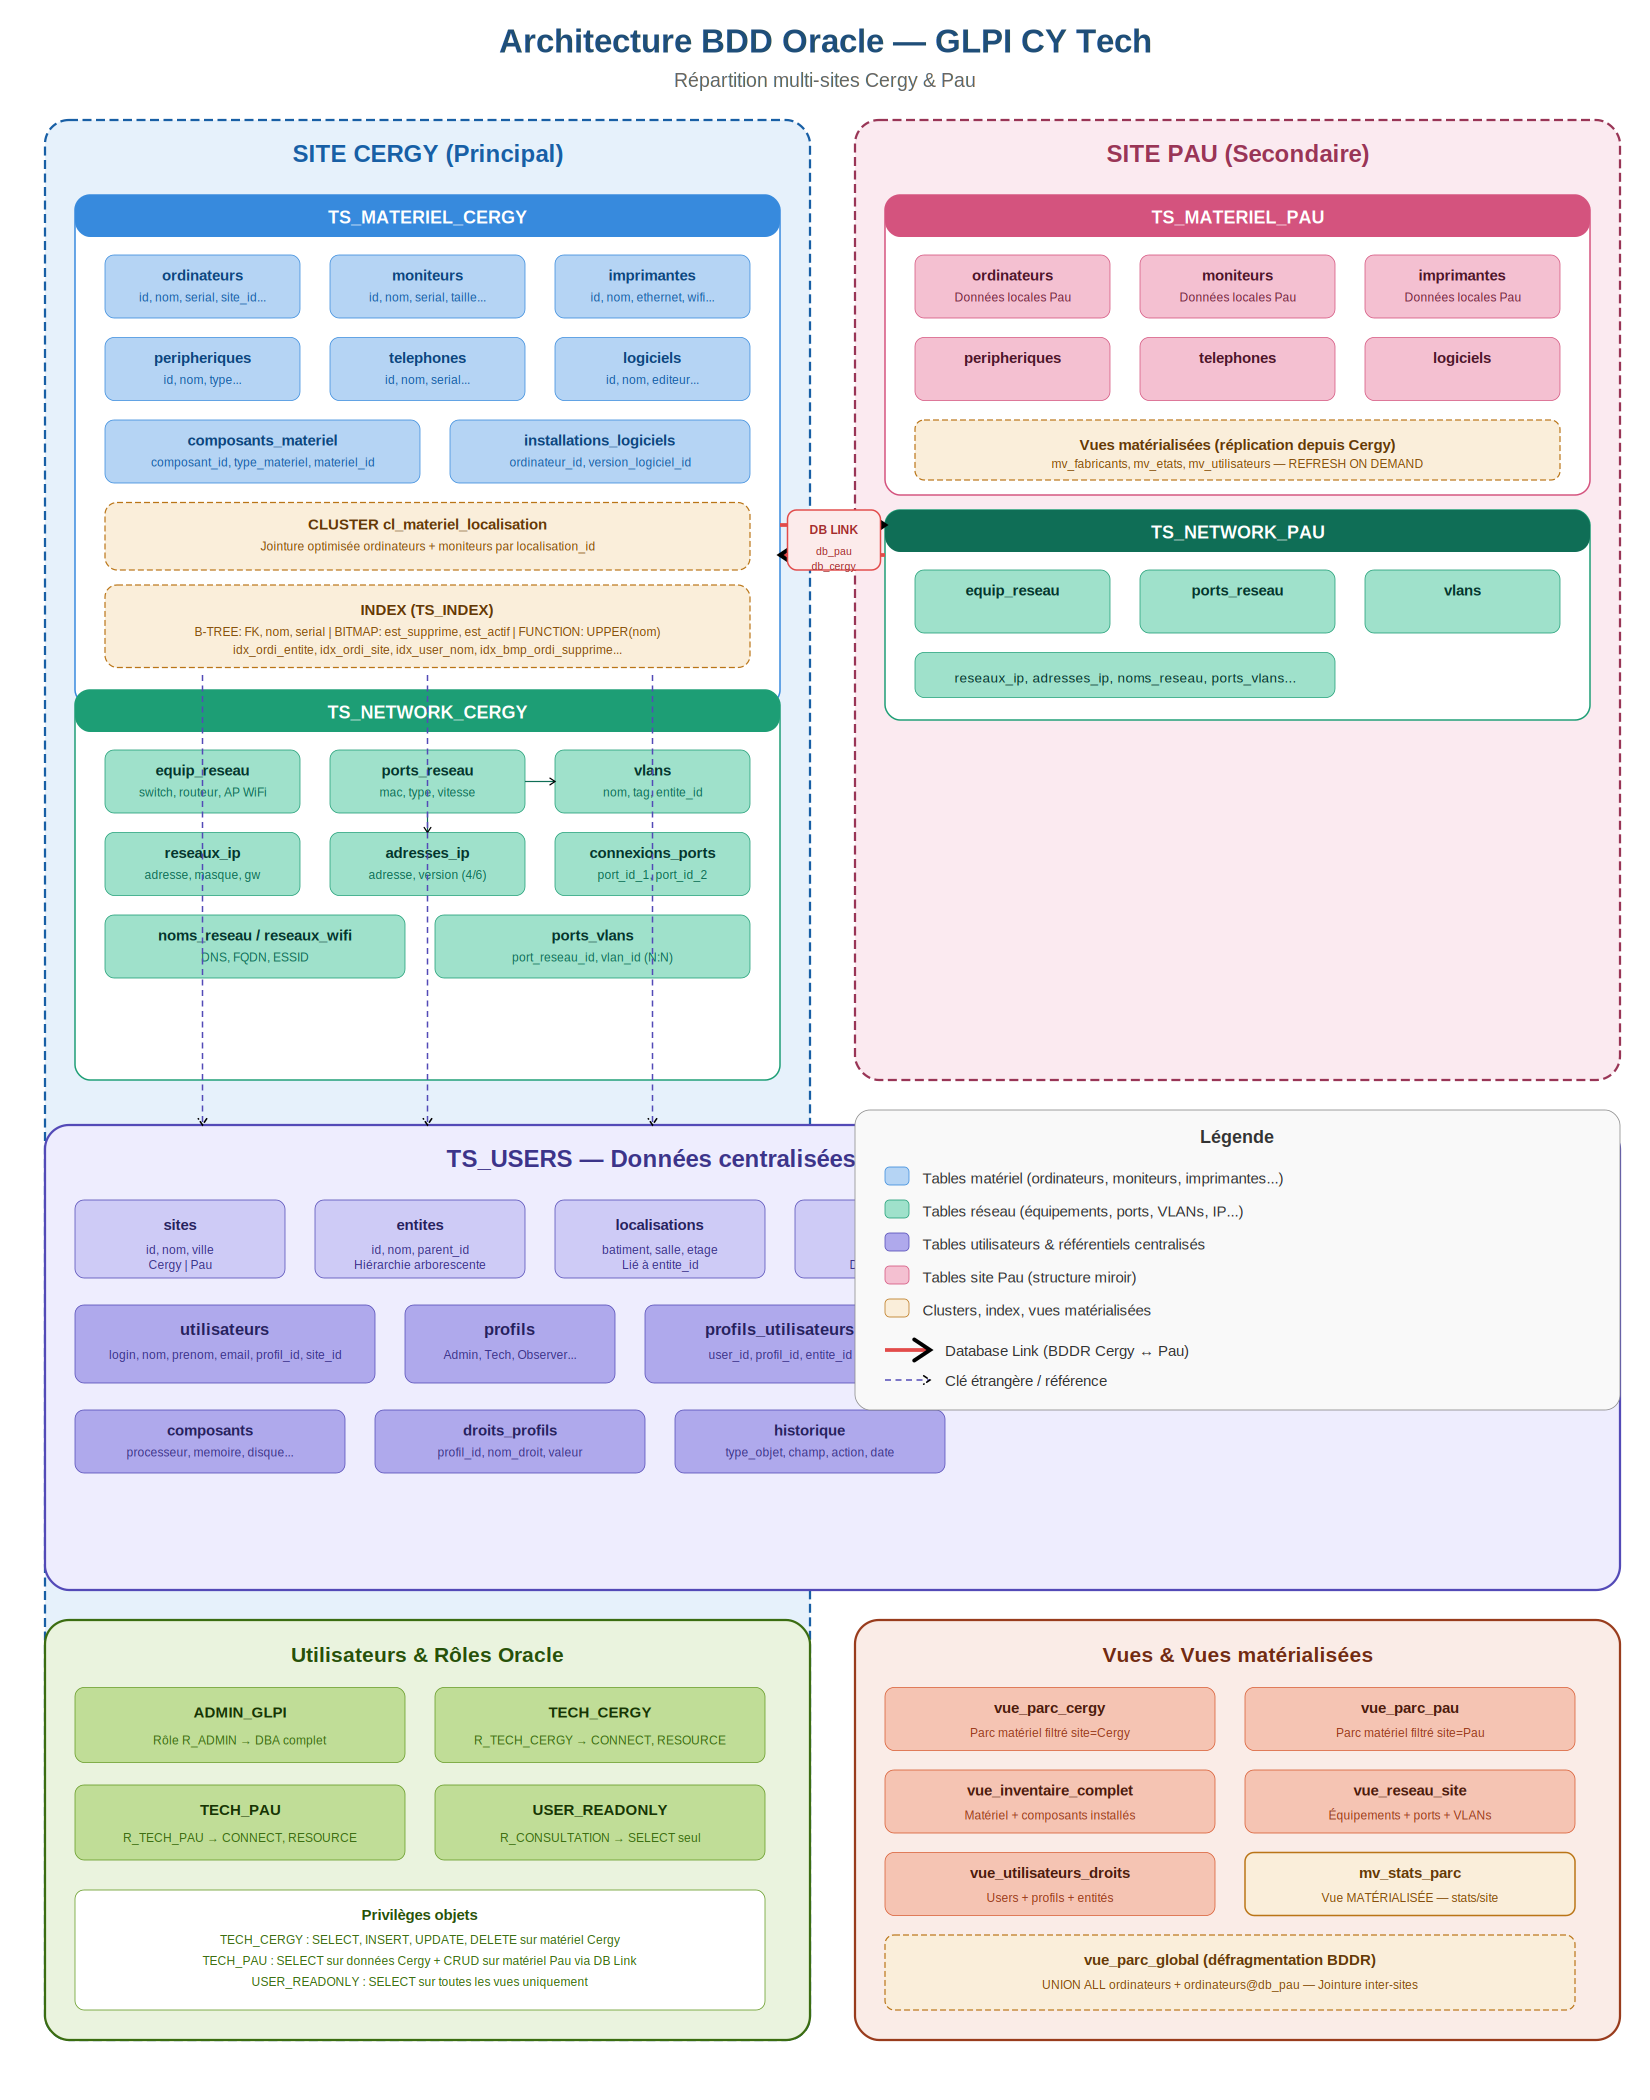 Architecture BDD Oracle — GLPI CY Tech
Répartition multi-sites Cergy & Pau
SITE CERGY (Principal)
TS_MATERIEL_CERGY
ordinateurs
id, nom, serial, site_id...
moniteurs
id, nom, serial, taille...
imprimantes
id, nom, ethernet, wifi...
peripheriques
id, nom, type...
telephones
id, nom, serial...
logiciels
id, nom, editeur...
composants_materiel
composant_id, type_materiel, materiel_id
installations_logiciels
ordinateur_id, version_logiciel_id
CLUSTER cl_materiel_localisation
Jointure optimisée ordinateurs + moniteurs par localisation_id
INDEX (TS_INDEX)
B-TREE: FK, nom, serial | BITMAP: est_supprime, est_actif | FUNCTION: UPPER(nom)
idx_ordi_entite, idx_ordi_site, idx_user_nom, idx_bmp_ordi_supprime...
TS_NETWORK_CERGY
equip_reseau
switch, routeur, AP WiFi
ports_reseau
mac, type, vitesse
vlans
nom, tag, entite_id
reseaux_ip
adresse, masque, gw
adresses_ip
adresse, version (4/6)
connexions_ports
port_id_1, port_id_2
noms_reseau / reseaux_wifi
DNS, FQDN, ESSID
ports_vlans
port_reseau_id, vlan_id (N:N)
DB LINK
db_pau
db_cergy
SITE PAU (Secondaire)
TS_MATERIEL_PAU
ordinateurs
Données locales Pau
moniteurs
Données locales Pau
imprimantes
Données locales Pau
peripheriques
telephones
logiciels
Vues matérialisées (réplication depuis Cergy)
mv_fabricants, mv_etats, mv_utilisateurs — REFRESH ON DEMAND
TS_NETWORK_PAU
equip_reseau
ports_reseau
vlans
reseaux_ip, adresses_ip, noms_reseau, ports_vlans...
TS_USERS — Données centralisées
sites
id, nom, ville
Cergy | Pau
entites
id, nom, parent_id
Hiérarchie arborescente
localisations
batiment, salle, etage
Lié à entite_id
utilisateurs
login, nom, prenom, email, profil_id, site_id
profils
Admin, Tech, Observer...
profils_utilisateurs
user_id, profil_id, entite_id
composants
processeur, memoire, disque...
droits_profils
profil_id, nom_droit, valeur
historique
type_objet, champ, action, date
Légende
Tables matériel (ordinateurs, moniteurs, imprimantes...)
Tables réseau (équipements, ports, VLANs, IP...)
Tables utilisateurs & référentiels centralisés
Tables site Pau (structure miroir)
Clusters, index, vues matérialisées
Database Link (BDDR Cergy ↔ Pau)
Clé étrangère / référence
Utilisateurs & Rôles Oracle
ADMIN_GLPI
Rôle R_ADMIN → DBA complet
TECH_CERGY
R_TECH_CERGY → CONNECT, RESOURCE
TECH_PAU
R_TECH_PAU → CONNECT, RESOURCE
USER_READONLY
R_CONSULTATION → SELECT seul
Privilèges objets
TECH_CERGY : SELECT, INSERT, UPDATE, DELETE sur matériel Cergy
TECH_PAU : SELECT sur données Cergy + CRUD sur matériel Pau via DB Link
USER_READONLY : SELECT sur toutes les vues uniquement
Vues & Vues matérialisées
vue_parc_cergy
Parc matériel filtré site=Cergy
vue_parc_pau
Parc matériel filtré site=Pau
vue_inventaire_complet
Matériel + composants installés
vue_reseau_site
Équipements + ports + VLANs
vue_utilisateurs_droits
Users + profils + entités
mv_stats_parc
Vue MATÉRIALISÉE — stats/site
vue_parc_global (défragmentation BDDR)
UNION ALL ordinateurs + ordinateurs@db_pau — Jointure inter-sites